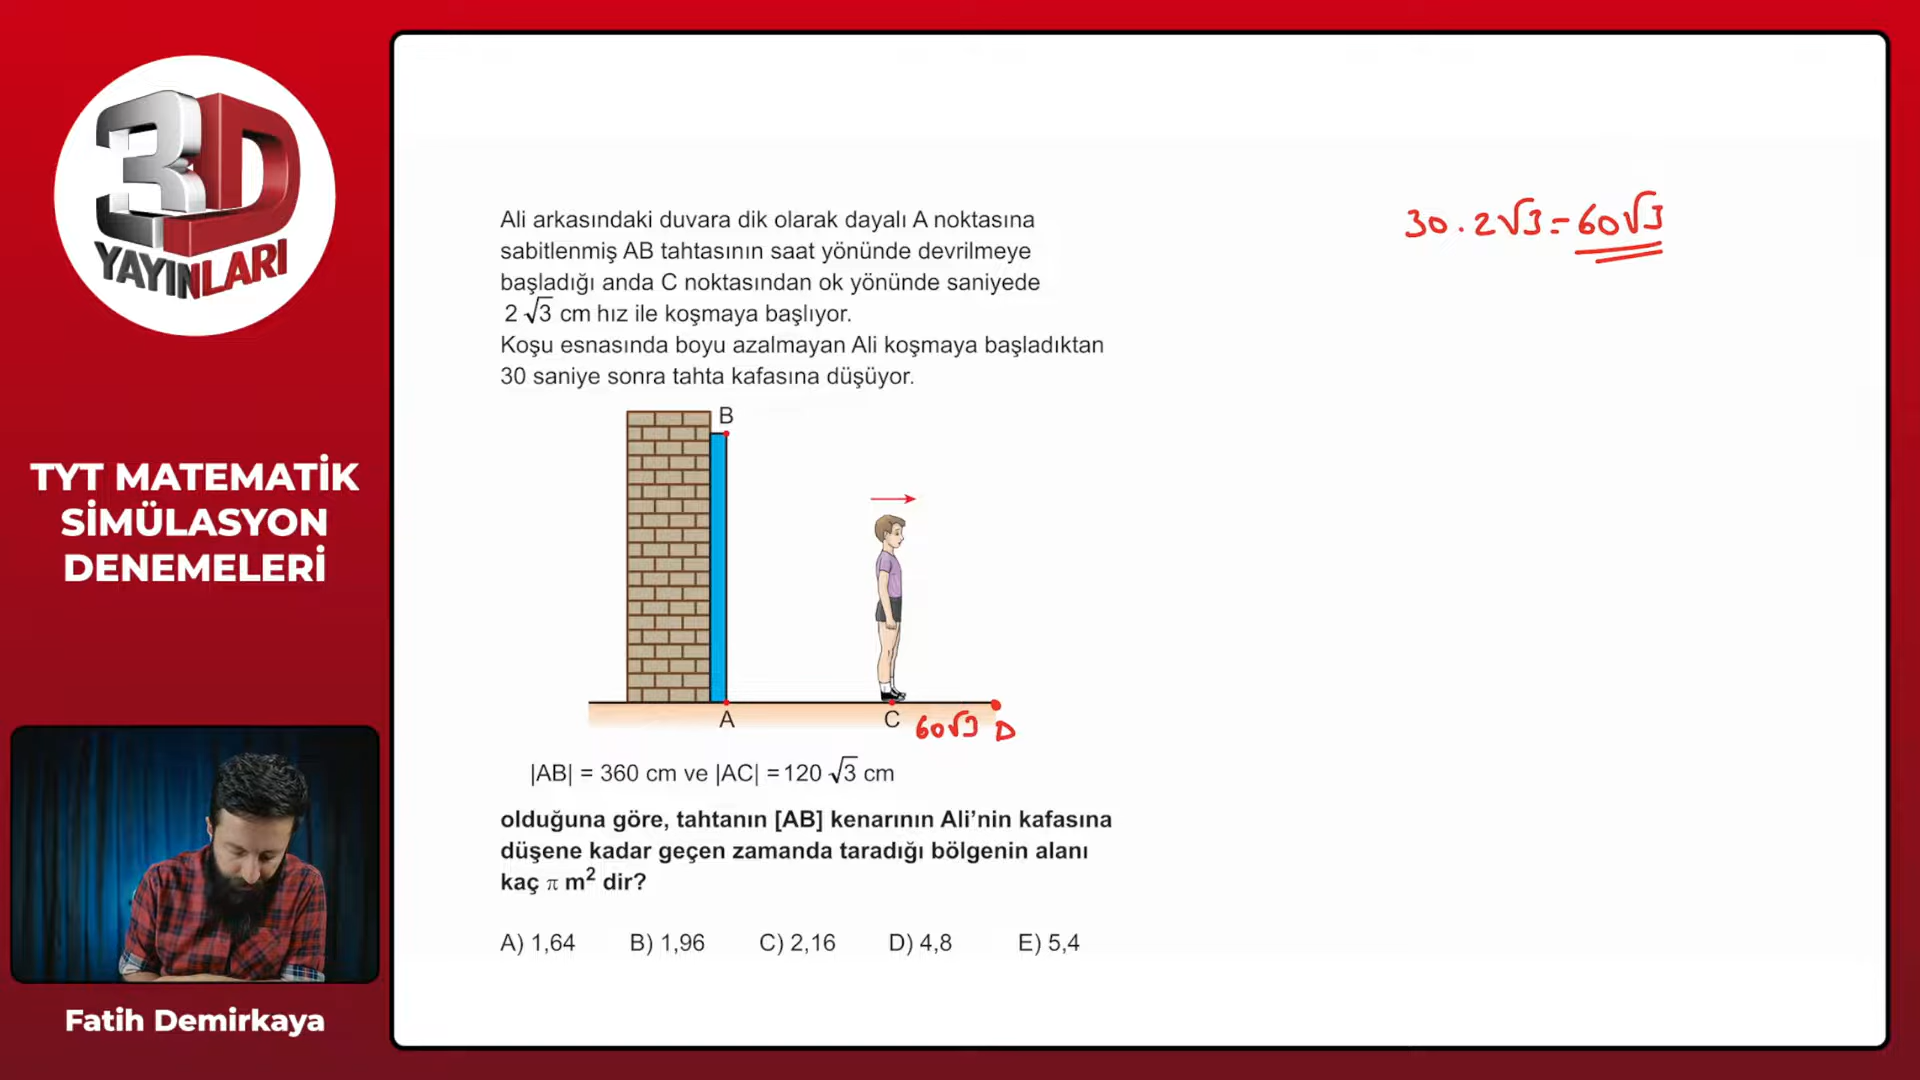 3D
YAYINLARI
TYT MATEMATİK
SİMÜLASYON
DENEMELERİ
Fatih Demirkaya
Ali arkasındaki duvara dik olarak dayalı A noktasına
sabitlenmiş AB tahtasının saat yönünde devrilmeye
başladığı anda C noktasından ok yönünde saniyede
2 √3 cm hız ile koşmaya başlıyor.
Koşu esnasında boyu azalmayan Ali koşmaya başladıktan
30 saniye sonra tahta kafasına düşüyor.
30 . 2√3 = 60√3
B
A
C
60√3
D
|AB| = 360 cm ve |AC| = 120 √3 cm
olduğuna göre, tahtanın [AB] kenarının Ali’nin kafasına
düşene kadar geçen zamanda taradığı bölgenin alanı
kaç π m² dir?
A) 1,64 B) 1,96 C) 2,16 D) 4,8 E) 5,4